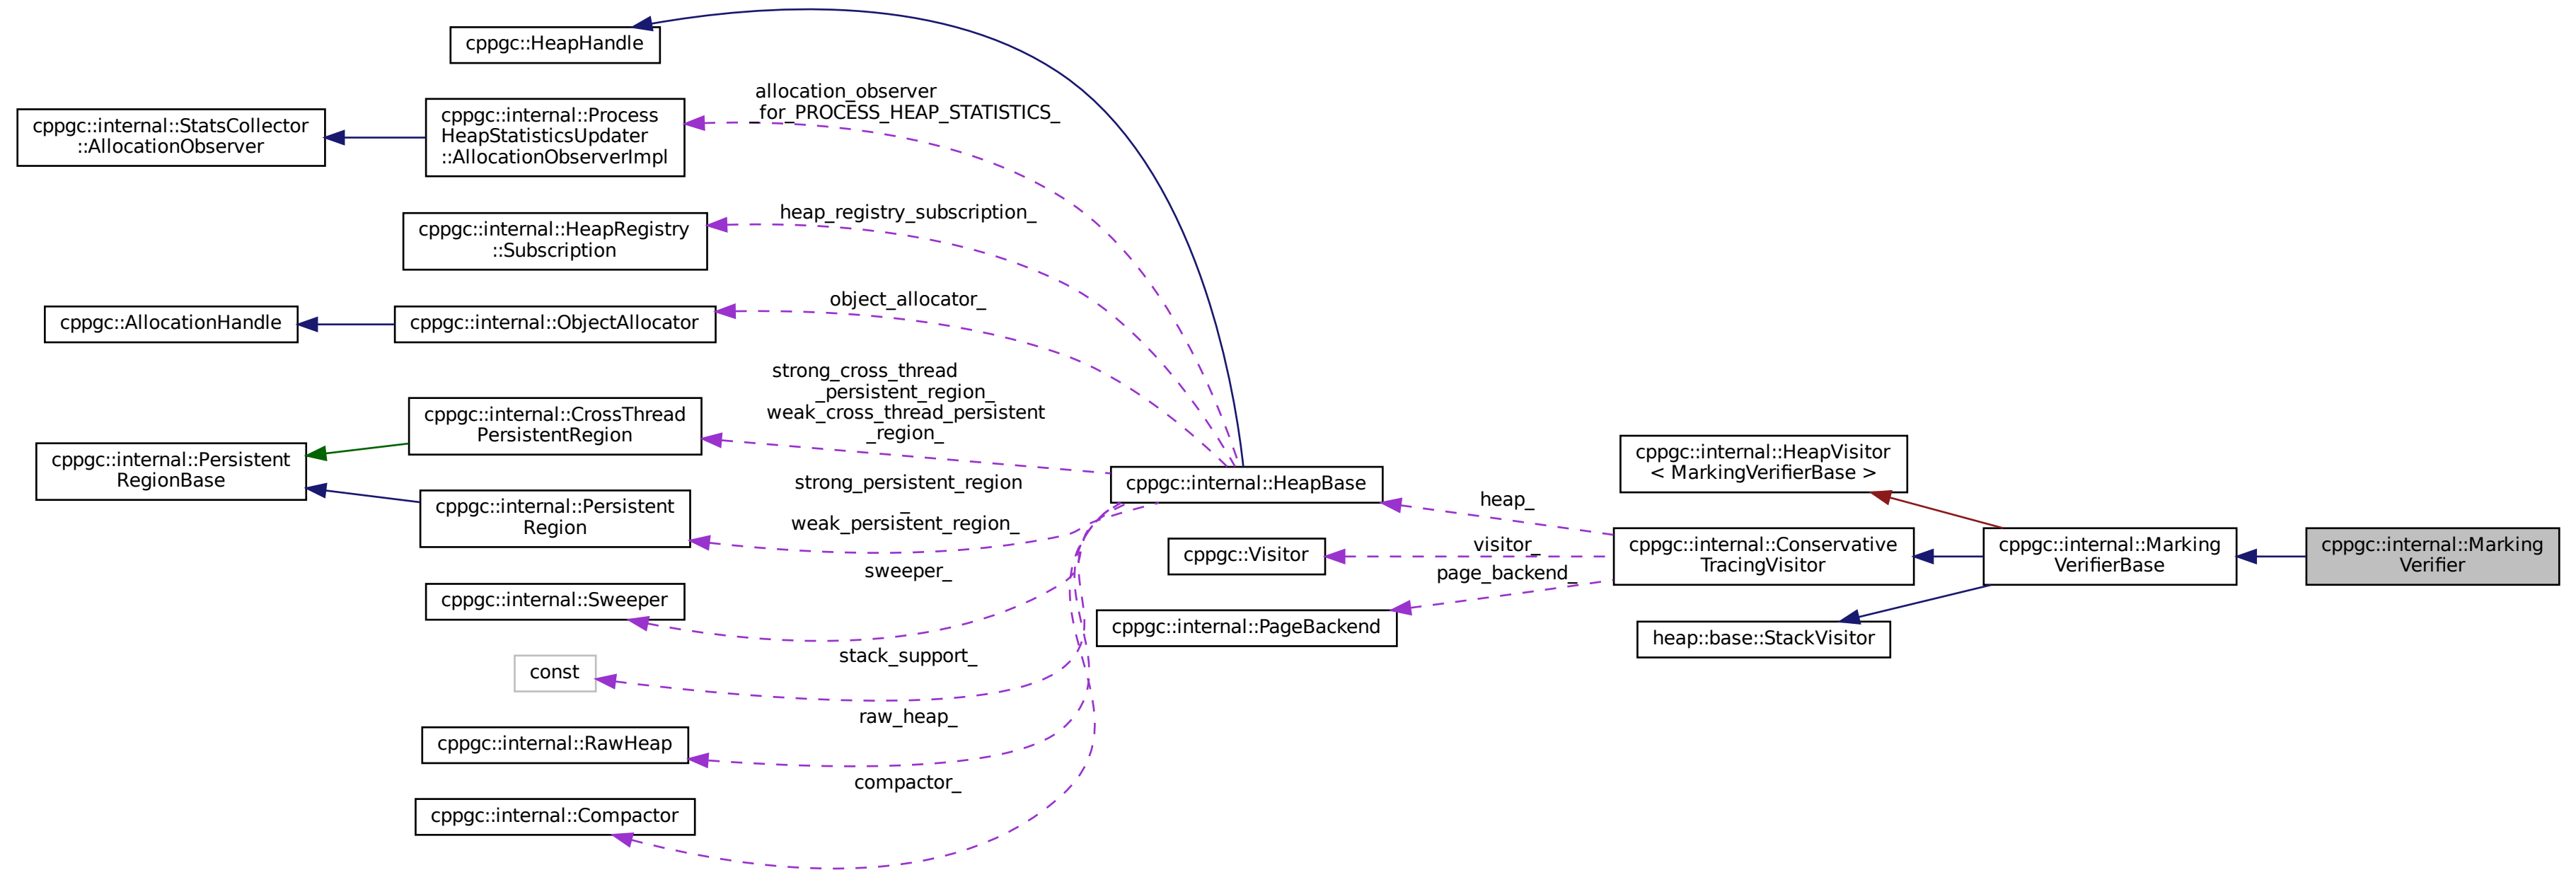 cppgc::HeapHandle
cppgc::internal::StatsCollector
::AllocationObserver
cppgc::internal::Process
HeapStatisticsUpdater
::AllocationObserverImpl
allocation_observer
_for_PROCESS_HEAP_STATISTICS_
cppgc::internal::HeapRegistry
::Subscription
heap_registry_subscription_
cppgc::AllocationHandle
cppgc::internal::ObjectAllocator
object_allocator_
cppgc::internal::Persistent
RegionBase
cppgc::internal::CrossThread
PersistentRegion
strong_cross_thread
_persistent_region_
weak_cross_thread_persistent
_region_
cppgc::internal::Persistent
Region
strong_persistent_region
_
weak_persistent_region_
cppgc::internal::Sweeper
sweeper_
const
stack_support_
cppgc::internal::RawHeap
raw_heap_
cppgc::internal::Compactor
compactor_
cppgc::internal::HeapBase
heap_
cppgc::Visitor
visitor_
cppgc::internal::PageBackend
page_backend_
cppgc::internal::HeapVisitor
< MarkingVerifierBase >
cppgc::internal::Conservative
TracingVisitor
heap::base::StackVisitor
cppgc::internal::Marking
VerifierBase
cppgc::internal::Marking
Verifier